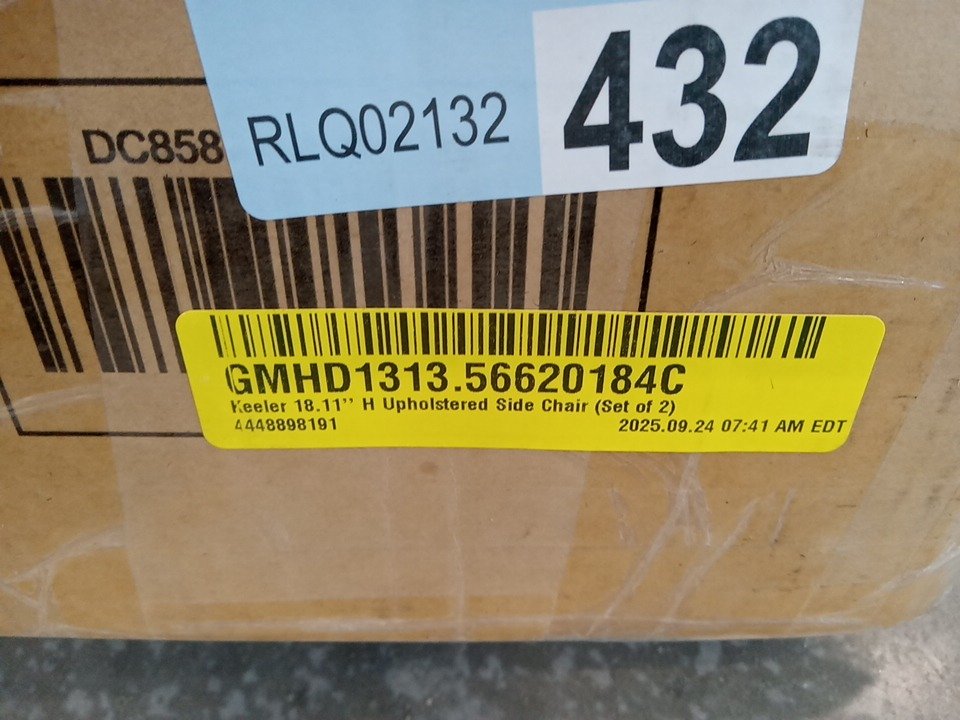 RLQ02132
432
DC858
GMHD1313.56620184C
Keeler 18.11’’ H Upholstered Side Chair (Set of 2)
4448898191
2025.09.24 07:41 AM EDT